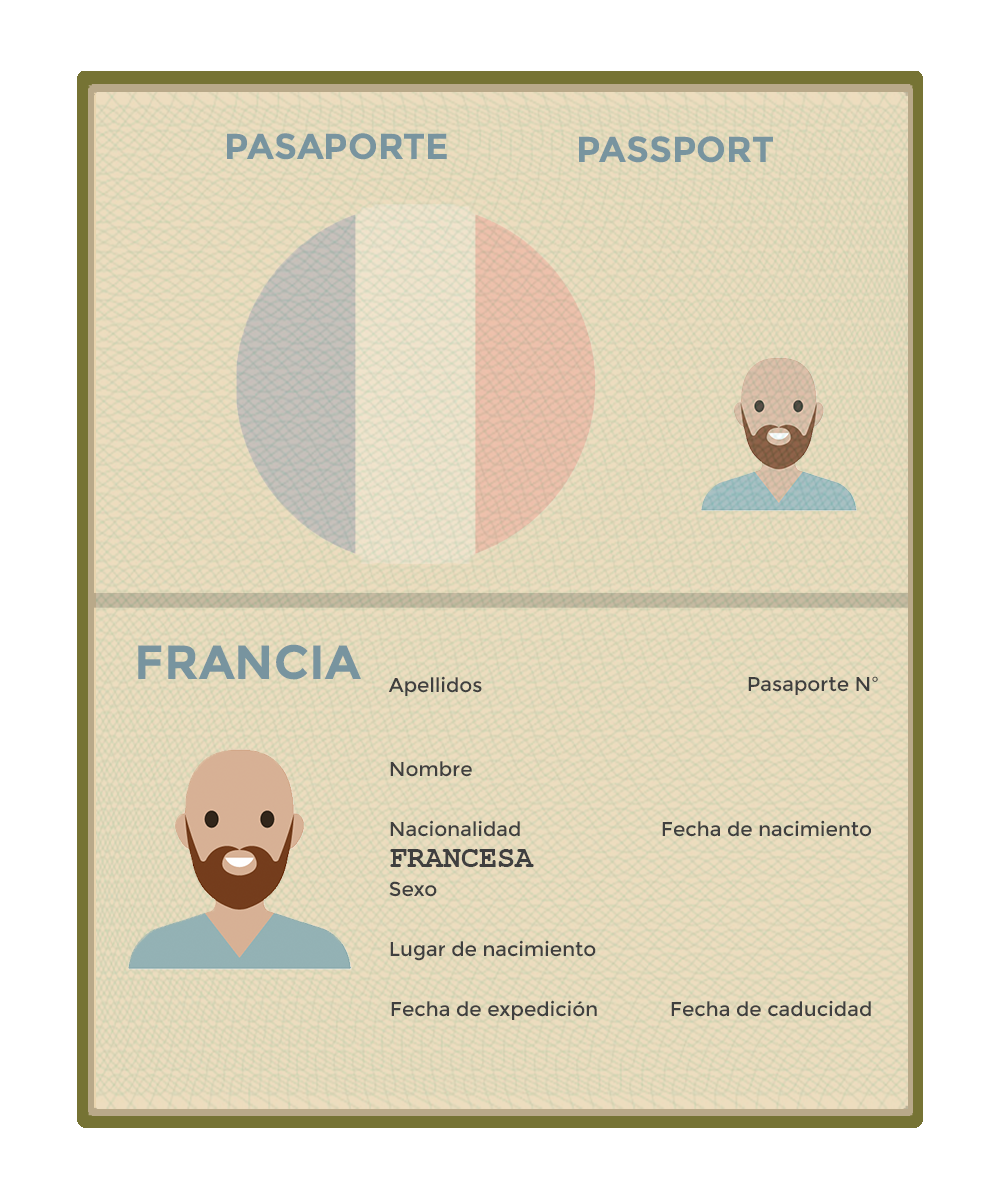 PASAPORTE PASSPORT
FRANCIA
Apellidos Pasaporte N°
Nombre
Nacionalidad Fecha de nacimiento
FRANCESA
Sexo
Lugar de nacimiento
Fecha de expedición Fecha de caducidad